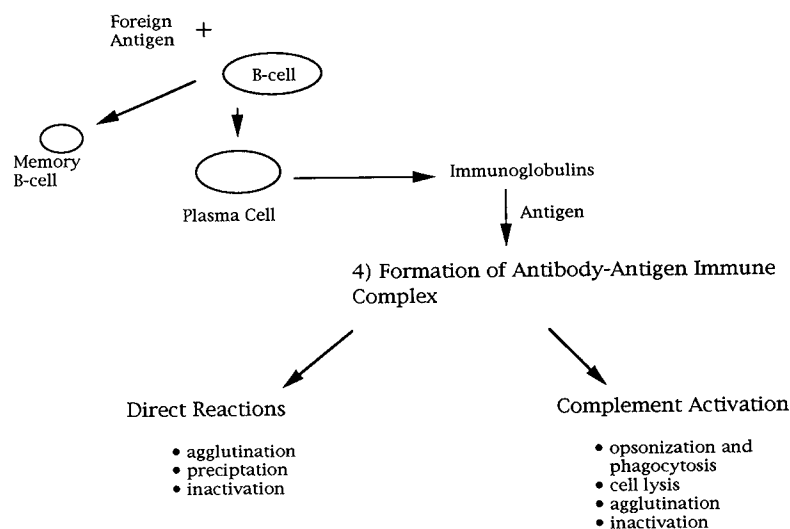 Foreign
Antigen +
B-cell
Memory
B-cell
Plasma Cell
Immunoglobulins
Antigen
4) Formation of Antibody-Antigen Immune
Complex
Direct Reactions
• agglutination
• preciptation
• inactivation
Complement Activation
• opsonization and
phagocytosis
• cell lysis
• agglutination
• inactivation